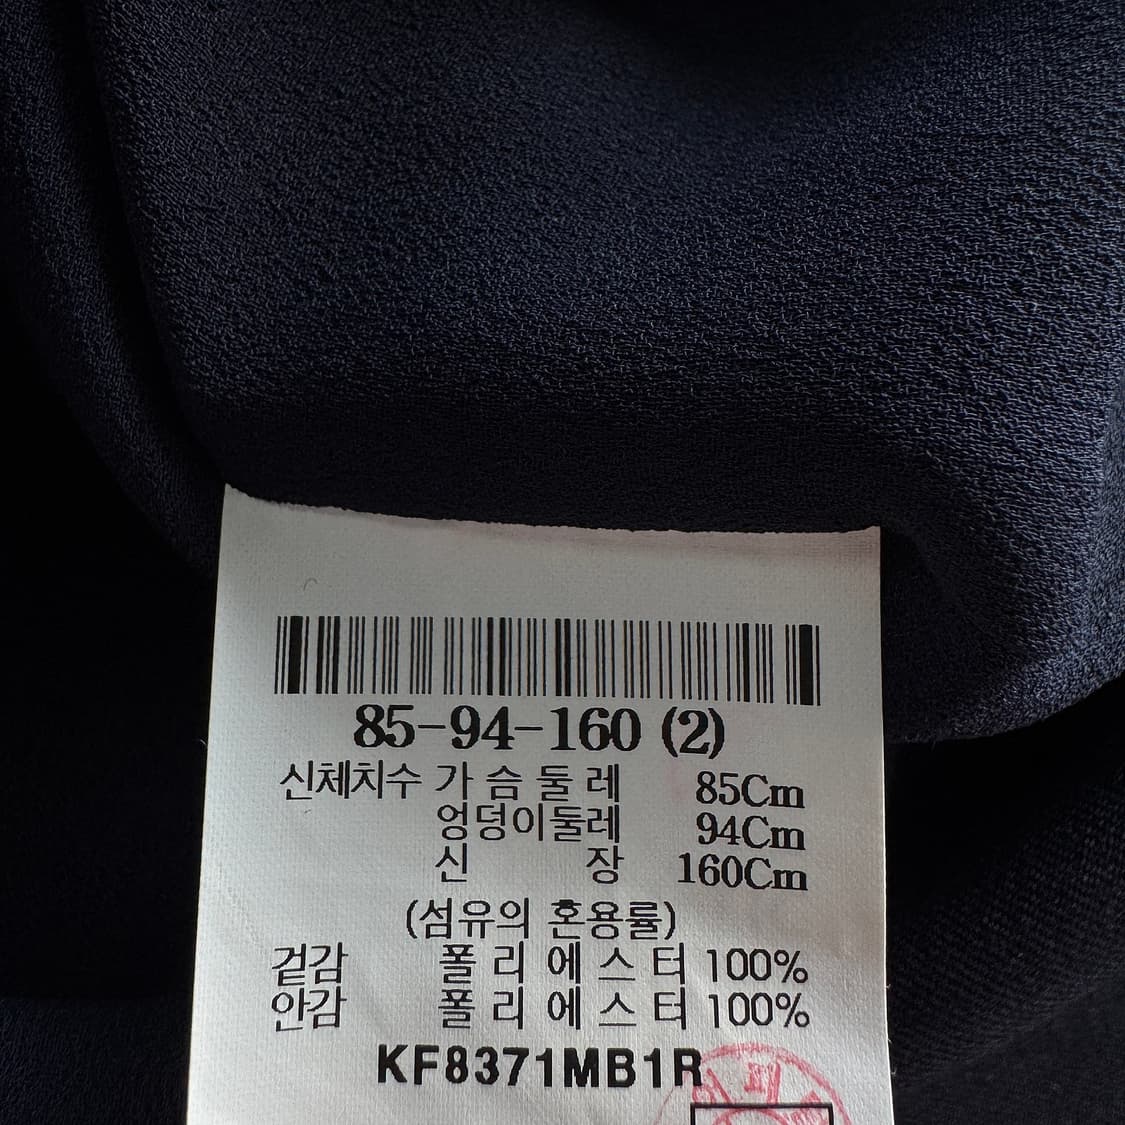 85-94-160 (2)
신체치수 가 슴 둘 레 85Cm
엉덩이둘레 94Cm
신 장 160Cm
(섬유의 혼용률)
겉감 폴 리 에 스 터 100%
안감 폴 리 에 스 터 100%
KF8371MB1R